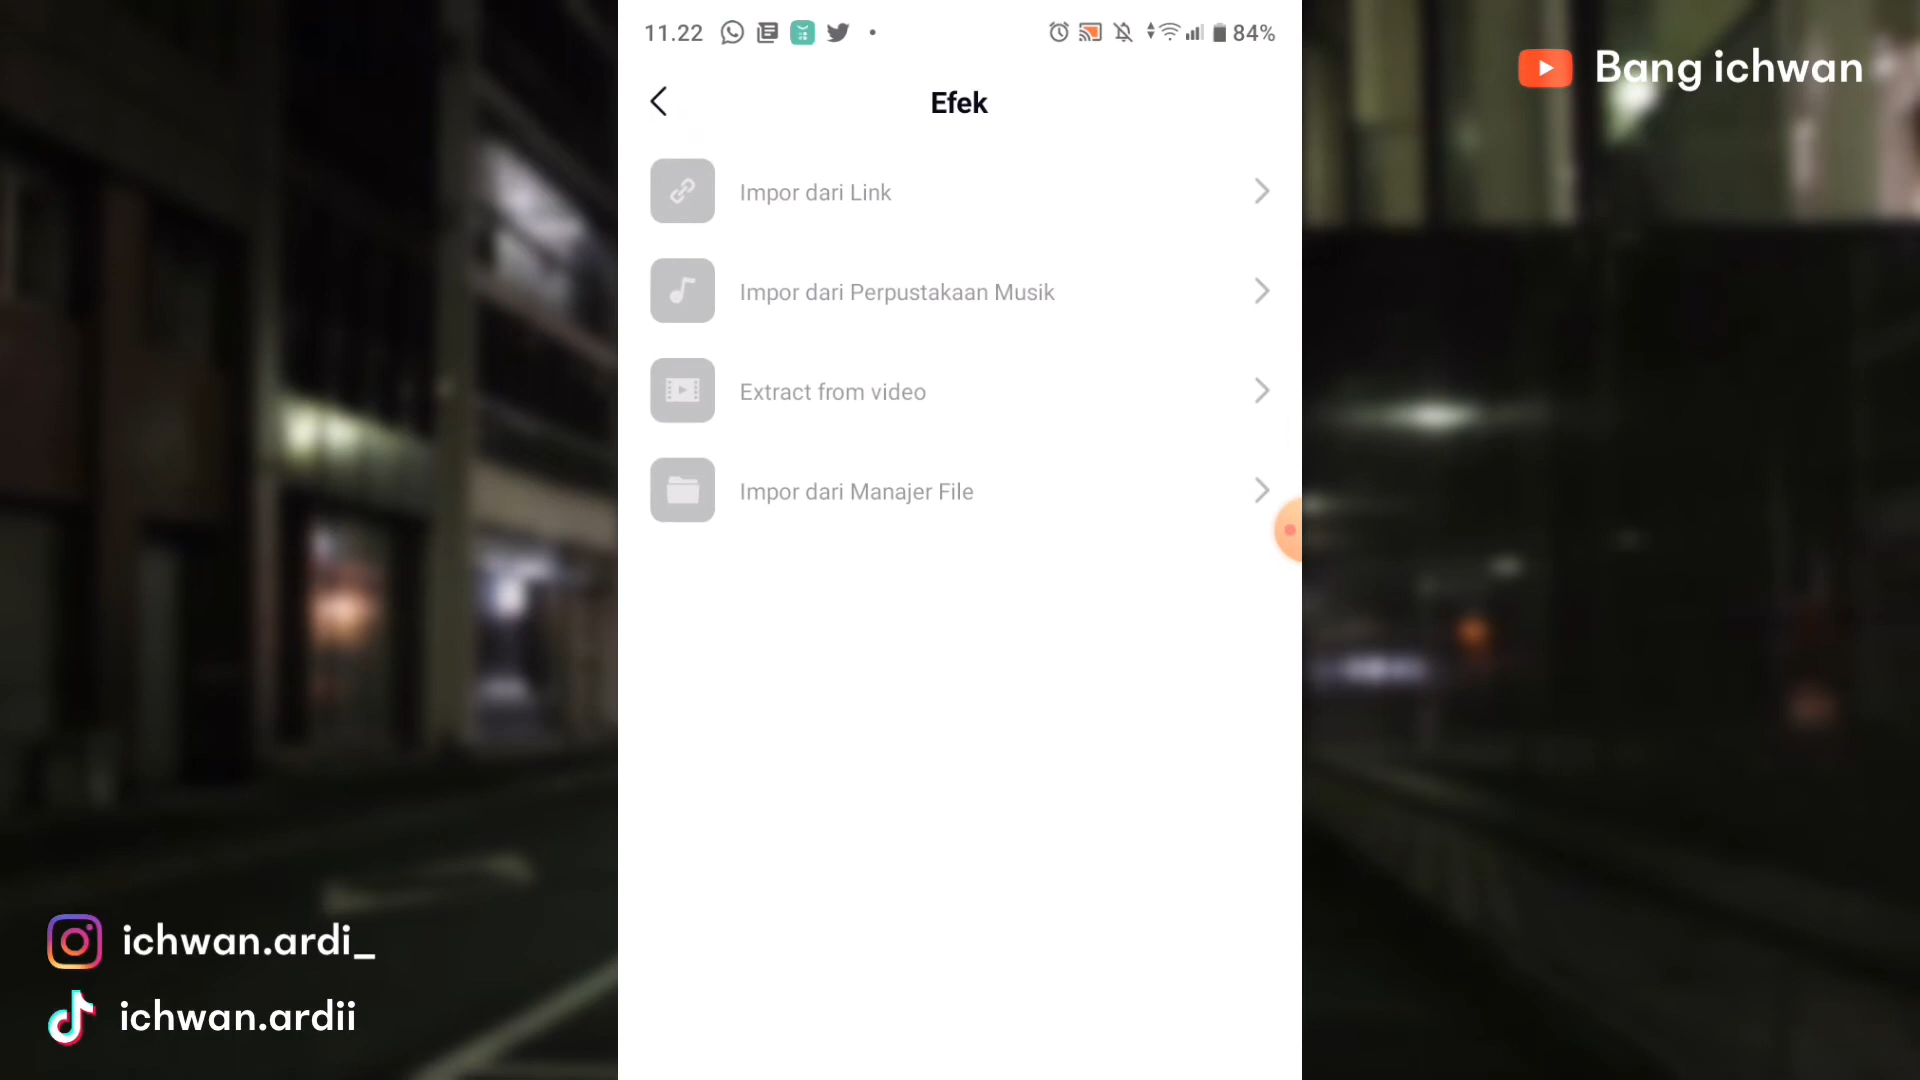 11.22
84%
Bang ichwan
Efek
Impor dari Link
Impor dari Perpustakaan Musik
Extract from video
Impor dari Manajer File
ichwan.ardi_
ichwan.ardii